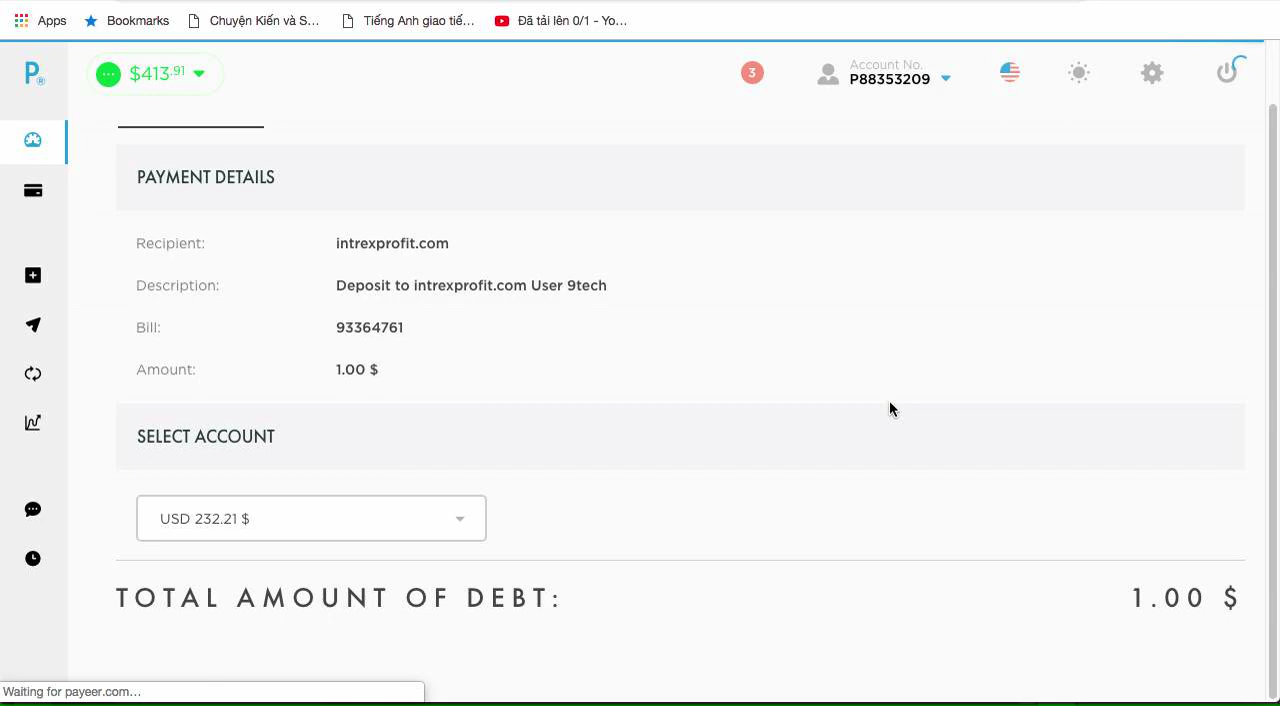 Apps Bookmarks Chuyện Kiến và S... Tiếng Anh giao tiế... Đã tải lên 0/1 - Yo...
P® $413.91 3 Account No.
P88353209
PAYMENT DETAILS
Recipient: intrexprofit.com
Description: Deposit to intrexprofit.com User 9tech
Bill: 93364761
Amount: 1.00 $
SELECT ACCOUNT
USD 232.21 $
TOTAL AMOUNT OF DEBT: 1.00 $
Waiting for payeer.com...